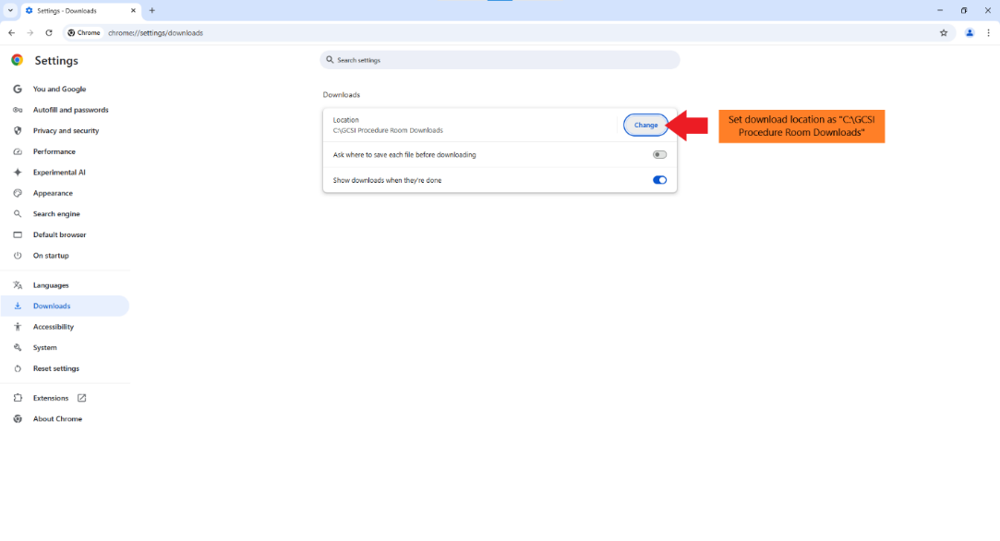 Settings - Downloads
Chrome
chrome://settings/downloads
Settings
Search settings
You and Google
Autofill and passwords
Privacy and security
Performance
Experimental AI
Appearance
Search engine
Default browser
On startup
Languages
Downloads
Accessibility
System
Reset settings
Extensions
About Chrome
Downloads
Location
C:\GCSI Procedure Room Downloads
Change
Ask where to save each file before downloading
Show downloads when they're done
Set download location as "C:\GCSI
Procedure Room Downloads"